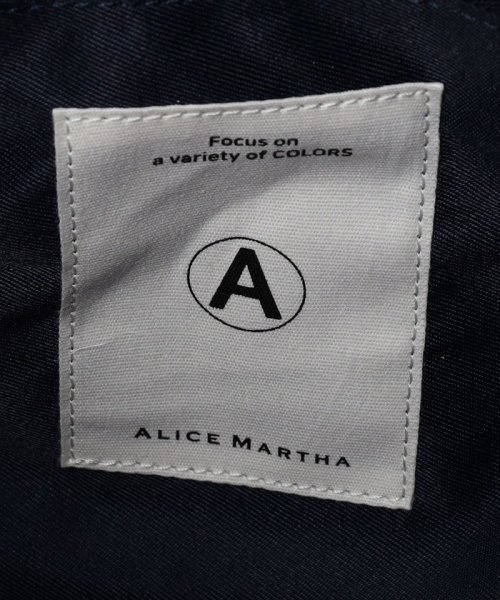 Focus on
a variety of COLORS
A
ALICE MARTHA